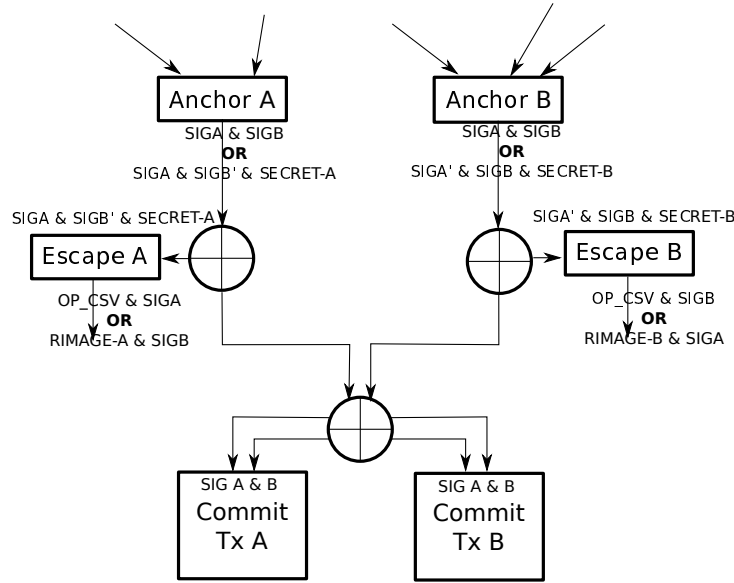 Anchor A
SIGA & SIGB
OR
SIGA & SIGB' & SECRET-A
Anchor B
SIGA & SIGB
OR
SIGA' & SIGB & SECRET-B
SIGA & SIGB' & SECRET-A
Escape A
OP_CSV & SIGA
OR
RIMAGE-A & SIGB
SIGA' & SIGB & SECRET-B
Escape B
OP_CSV & SIGB
OR
RIMAGE-B & SIGA
SIG A & B
Commit
Tx A
SIG A & B
Commit
Tx B